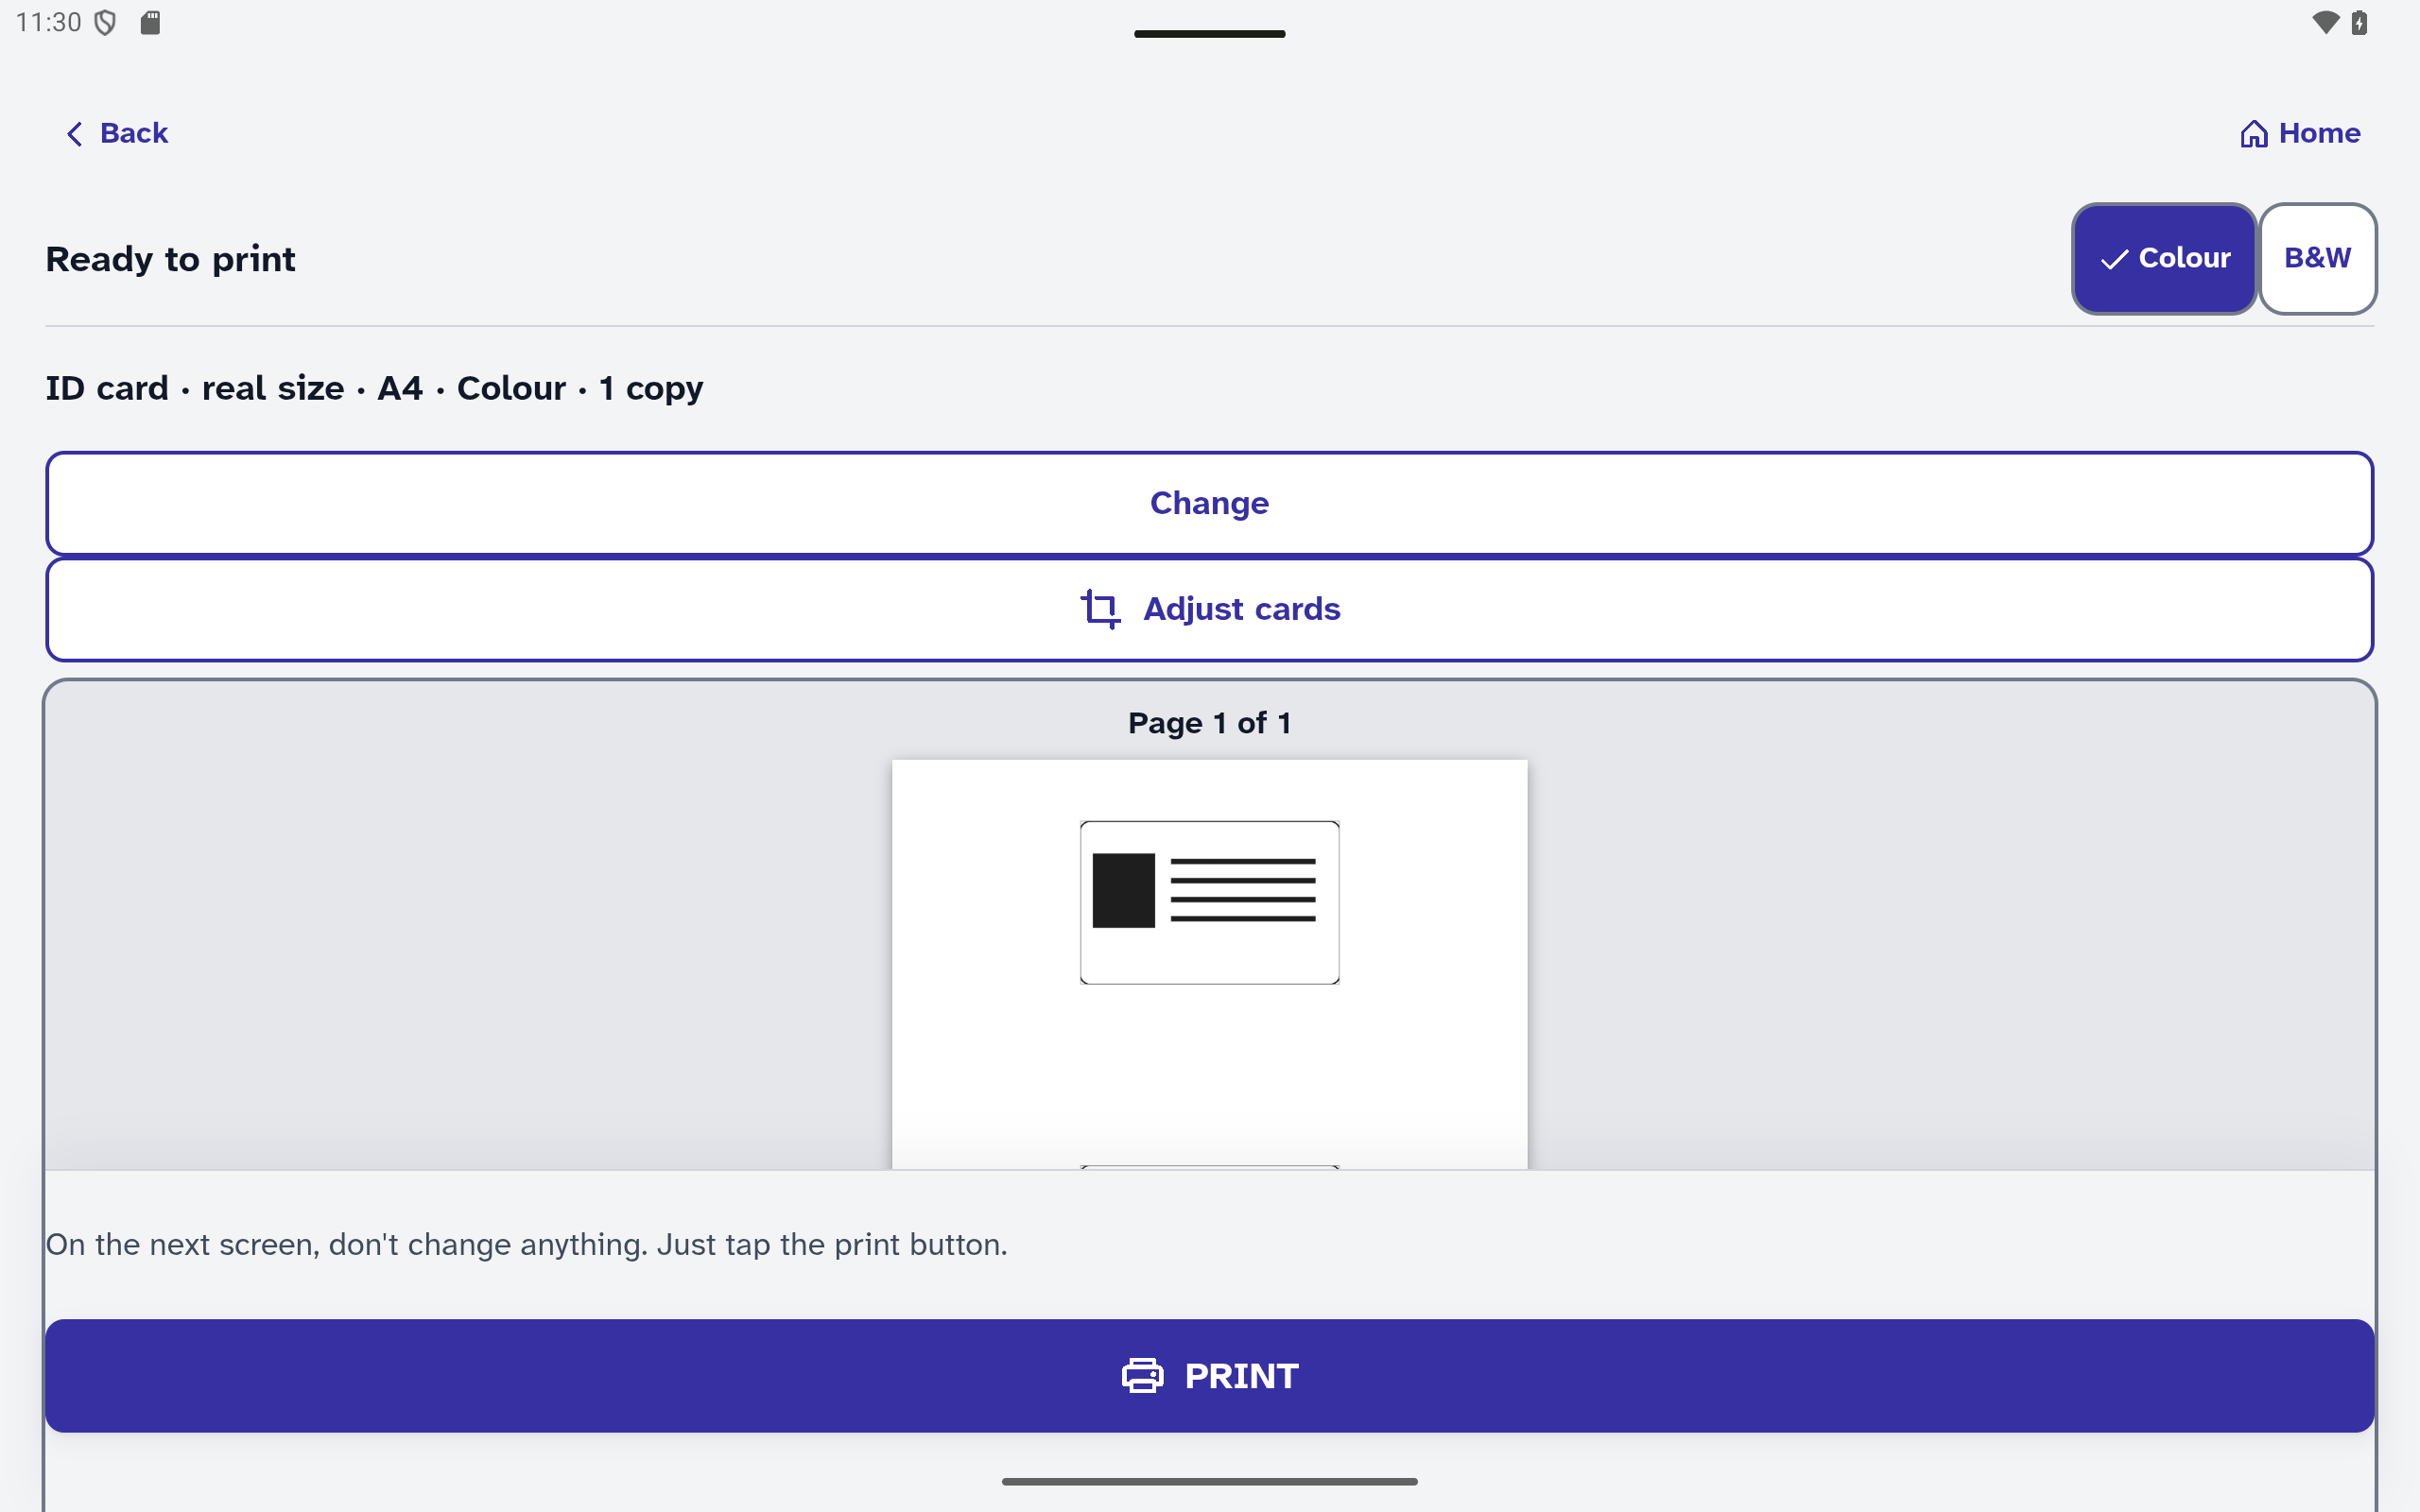 11:30
Back
Home
Ready to print
Colour
B&W
ID card · real size · A4 · Colour · 1 copy
Change
Adjust cards
Page 1 of 1
On the next screen, don't change anything. Just tap the print button.
PRINT